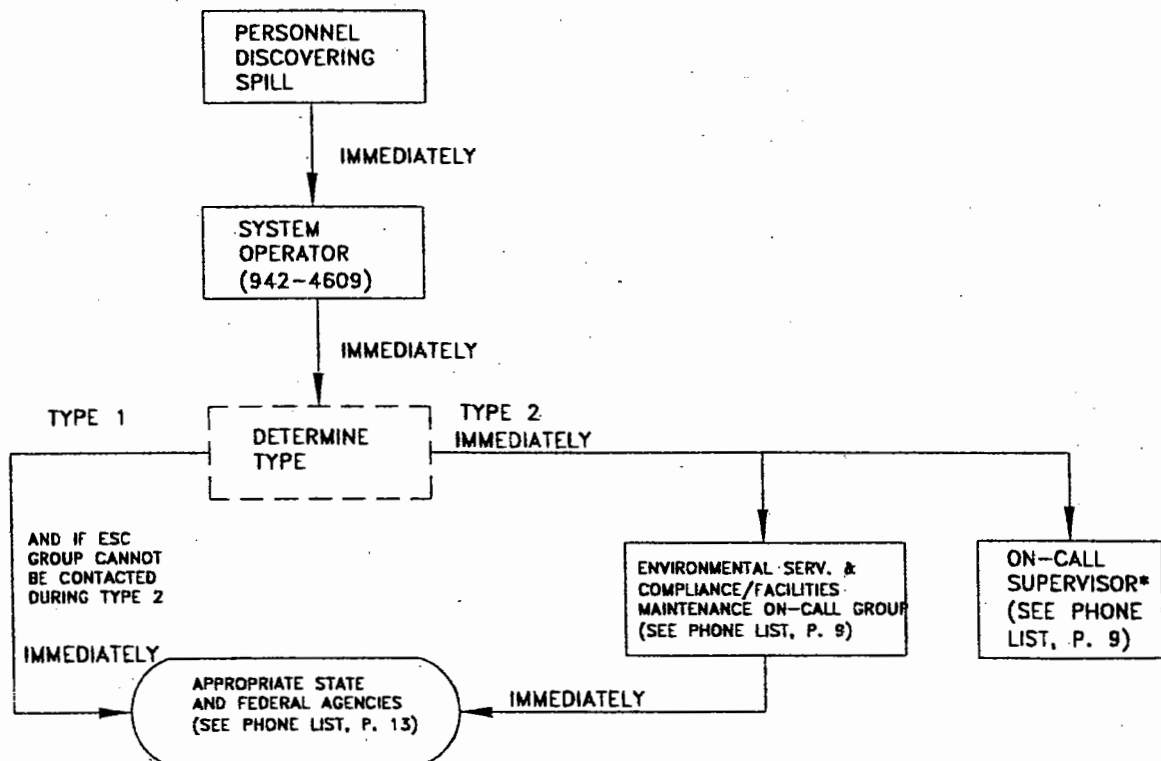 PERSONNEL
DISCOVERING
SPILL
IMMEDIATELY
SYSTEM
OPERATOR
(942-4609)
IMMEDIATELY
TYPE 1
DETERMINE
TYPE
TYPE 2
IMMEDIATELY
AND IF ESC
GROUP CANNOT
BE CONTACTED
DURING TYPE 2
IMMEDIATELY
ENVIRONMENTAL SERV. &
COMPLIANCE/FACILITIES
MAINTENANCE ON-CALL GROUP
(SEE PHONE LIST, P. 9)
ON-CALL
SUPERVISOR*
(SEE PHONE
LIST, P. 9)
APPROPRIATE STATE
AND FEDERAL AGENCIES
(SEE PHONE LIST, P. 13)
IMMEDIATELY